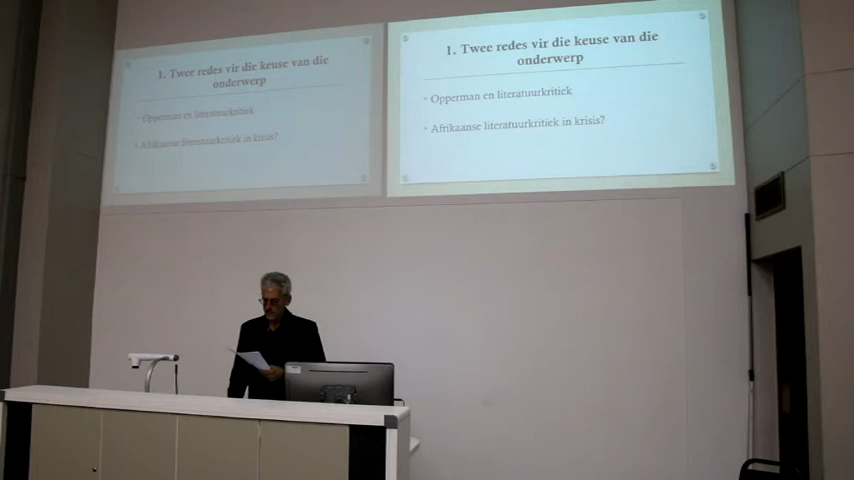 1. Twee redes vir die keuse van die
onderwerp
Opperman en literatuurkritiek
Afrikaanse literatuurkritiek in krisis?
1. Twee redes vir die keuse van die
onderwerp
• Opperman en literatuurkritiek
• Afrikaanse literatuurkritiek in krisis?